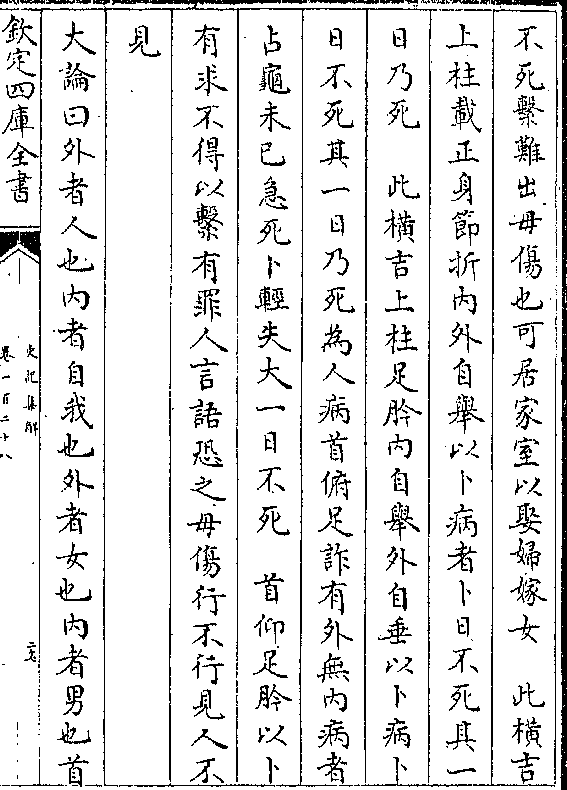 不死繫難出毋傷也可居家室以娶婦嫁女　此橫吉
上柱載正身節折內外自舉以卜病者卜日不死其一
日乃死　此橫吉上柱足肣內自舉外自垂以卜病卜
日不死其一日乃死為人病首俯足詐有外無內病者
占龜未已急死卜輕失大一日不死　首仰足肣以卜
有求不得以繫有罪人言語恐之毋傷行不行見人不
見
大論曰外者人也內者自我也外者女也內者男也首
欽定四庫全書
史記集解
卷一百二十八